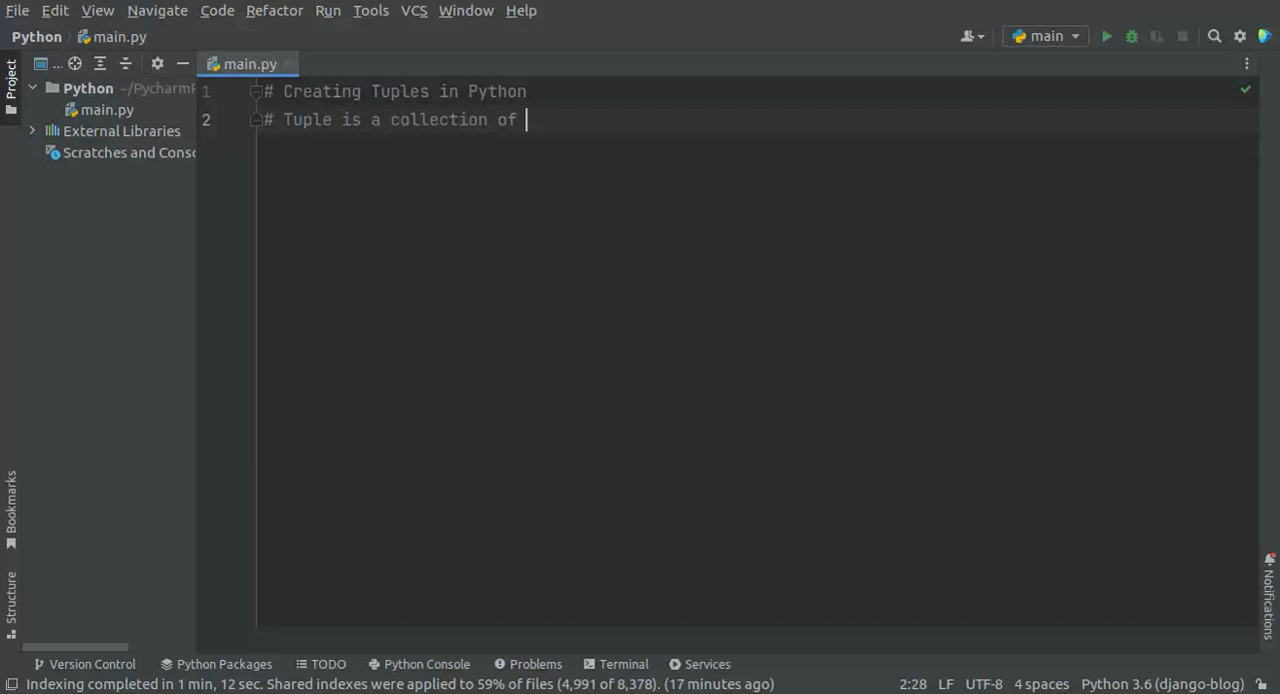 File Edit View Navigate Code Refactor Run Tools VCS Window Help
Python main.py main
Project ... main.py
Python ~/PycharmP 1 # Creating Tuples in Python
main.py 2 # Tuple is a collection of
External Libraries
Scratches and Conso
Bookmarks
Structure
Notifications
Version Control Python Packages TODO Python Console Problems Terminal Services
Indexing completed in 1 min, 12 sec. Shared indexes were applied to 59% of files (4,991 of 8,378). (17 minutes ago) 2:28 LF UTF-8 4 spaces Python 3.6 (django-blog)